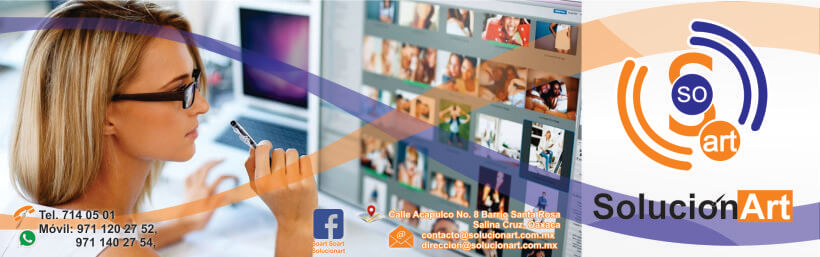 Tel. 714 05 01
Móvil: 971 120 27 52,
971 140 27 54,
Soart Soart
Solucionart
Calle Acapulco No. 8 Barrio Santa Rosa
Salina Cruz, Oaxaca
contacto@solucionart.com.mx
direccion@solucionart.com.mx
so
art
SolucionArt